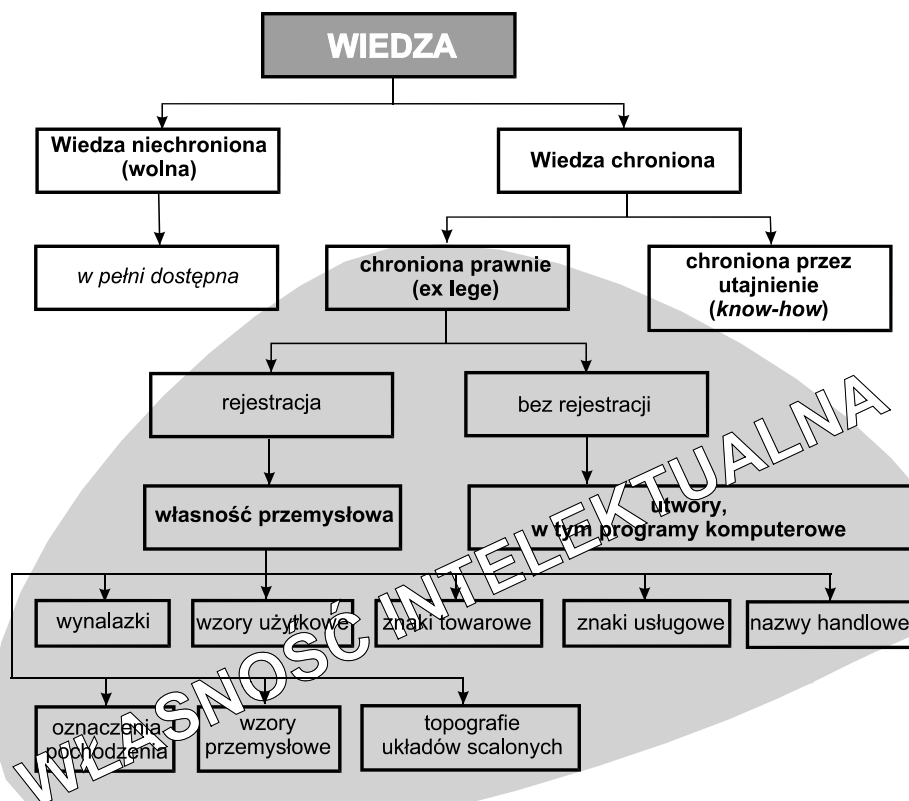 WIEDZA
Wiedza niechroniona
(wolna)
Wiedza chroniona
w pełni dostępna
chroniona prawnie
(ex lege)
chroniona przez
utajnienie
(know-how)
rejestracja
bez rejestracji
własność przemysłowa
utwory,
w tym programy komputerowe
wynalazki
wzory użytkowe
znaki towarowe
znaki usługowe
nazwy handlowe
oznaczenia
pochodzenia
wzory
przemysłowe
topografie
układów scalonych
WŁASNOŚĆ INTELEKTUALNA